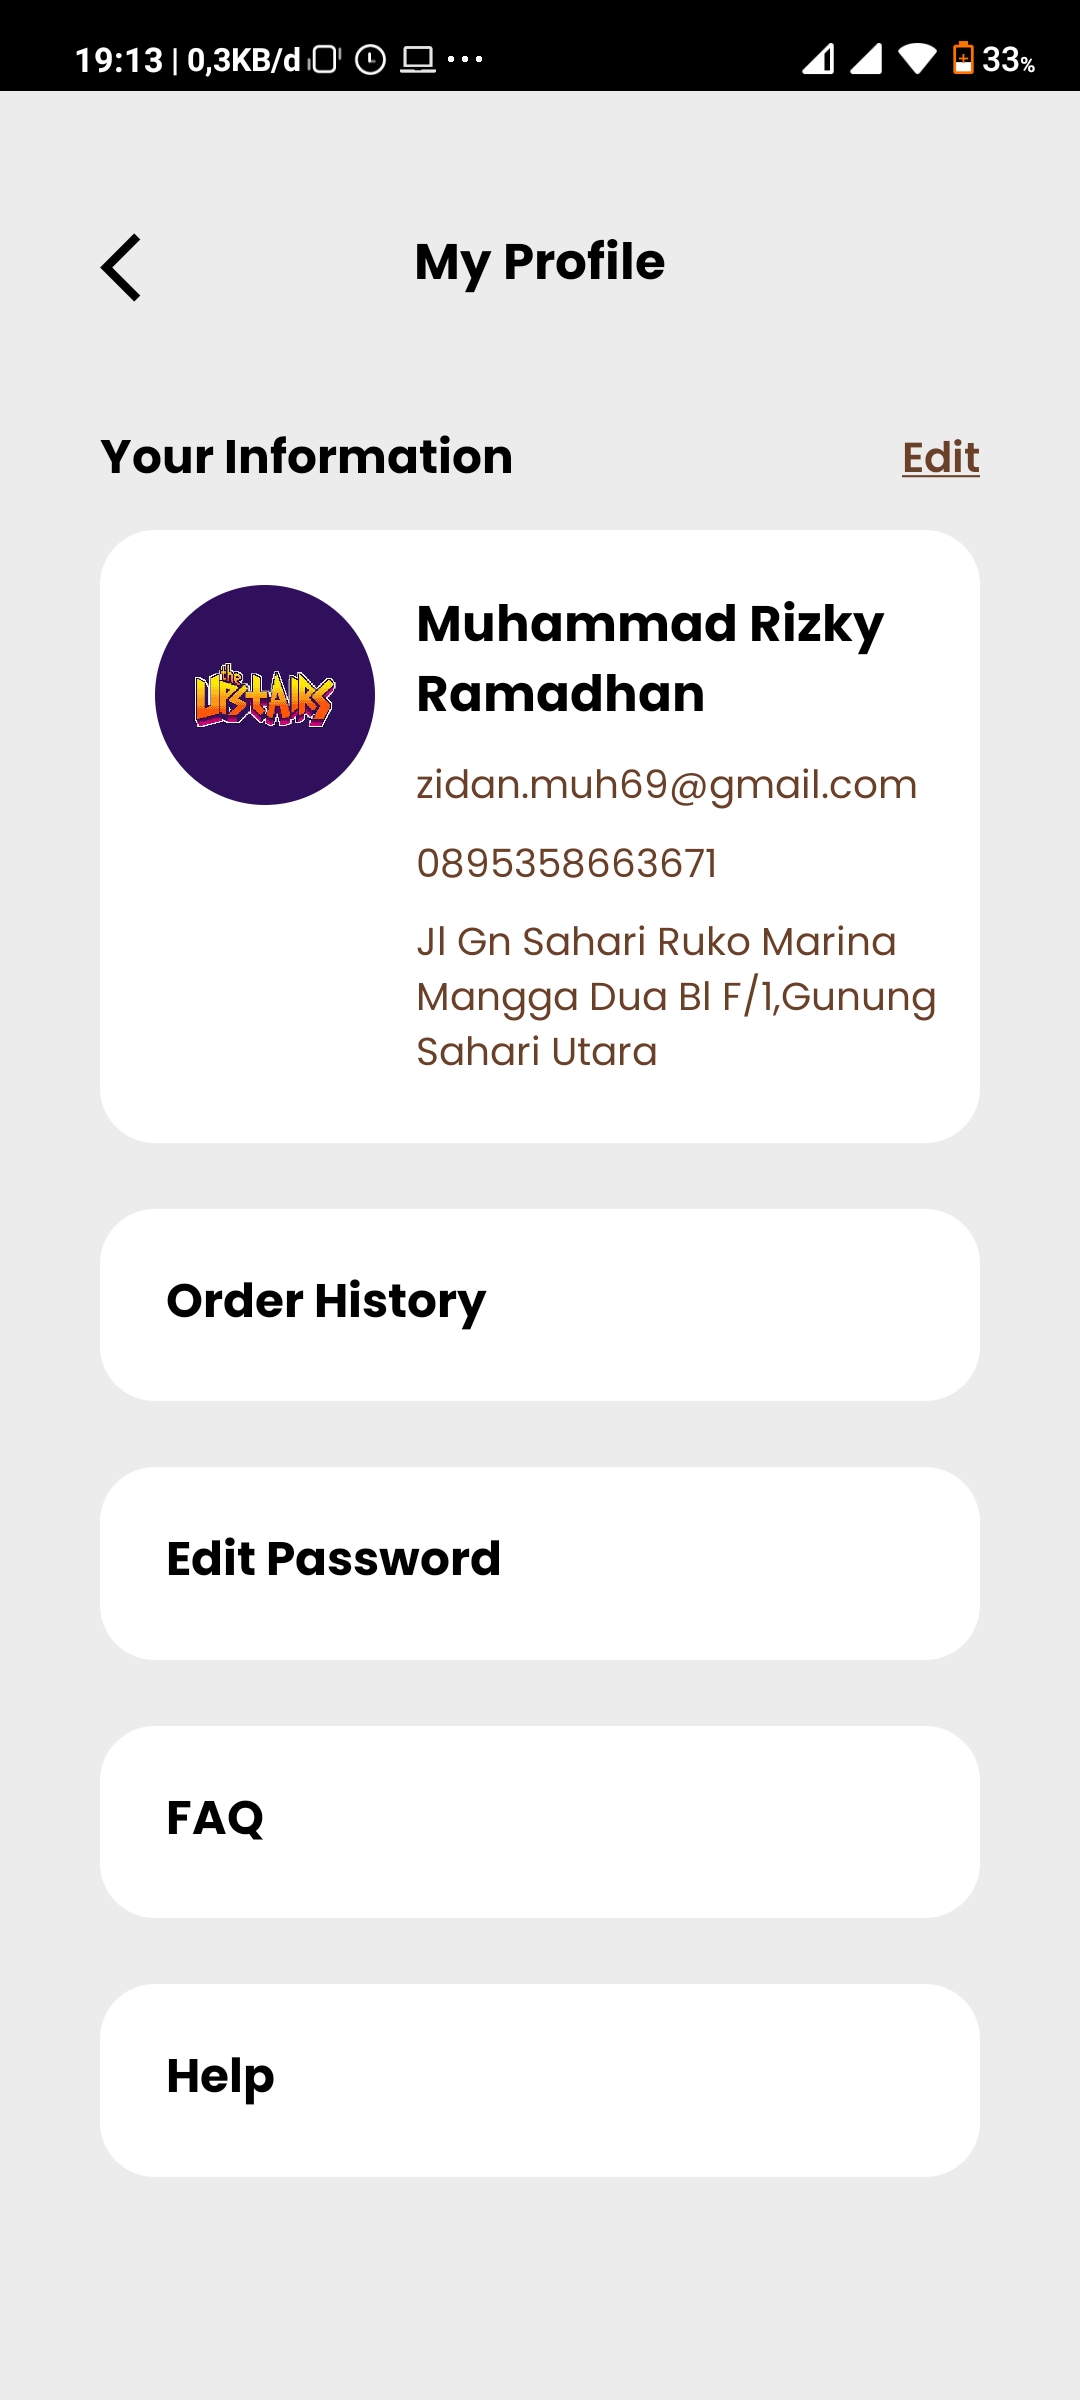 19:13 | 0,3KB/d
33%
My Profile
Your Information
Edit
the
UPSTAIRS
Muhammad Rizky
Ramadhan
zidan.muh69@gmail.com
0895358663671
Jl Gn Sahari Ruko Marina
Mangga Dua Bl F/1,Gunung
Sahari Utara
Order History
Edit Password
FAQ
Help